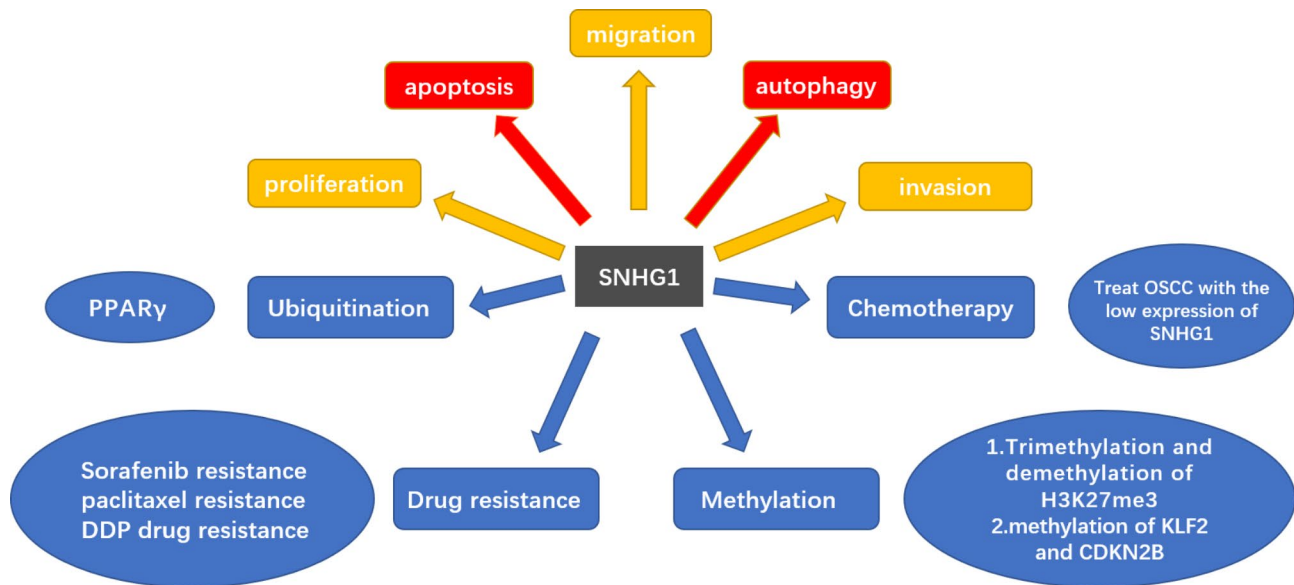 migration
apoptosis
autophagy
proliferation
invasion
SNHG1
PPARγ
Ubiquitination
Chemotherapy
Treat OSCC with the
low expression of
SNHG1
Sorafenib resistance
paclitaxel resistance
DDP drug resistance
Drug resistance
Methylation
1.Trimethylation and
demethylation of
H3K27me3
2.methylation of KLF2
and CDKN2B